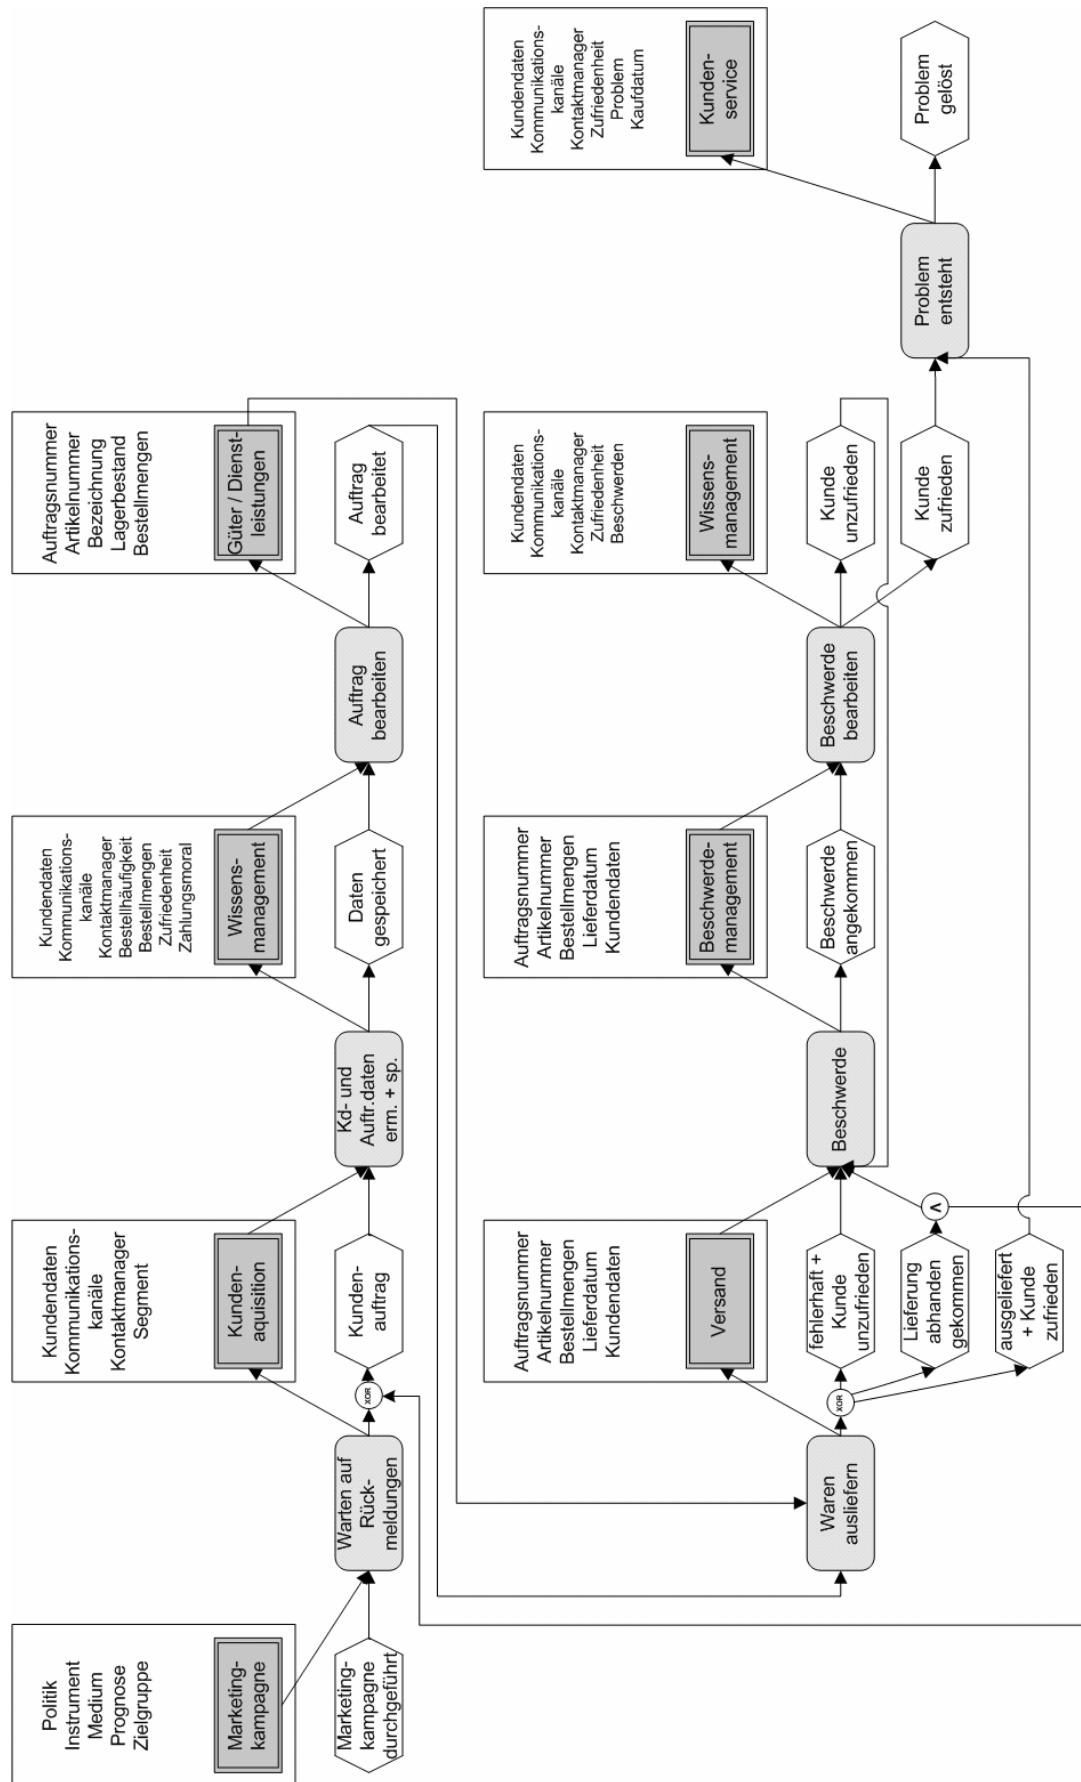 Politik
Instrument
Medium
Prognose
Zielgruppe
Marketing-
kampagne
Marketing-
kampagne
durchgeführt
Warten auf
Rück-
meldungen
XOR
Kundendaten
Kommunikations-
kanäle
Kontaktmanager
Segment
Kunden-
aquisition
Kunden-
auftrag
Kd- und
Auftr.daten
erm. + sp.
Kundendaten
Kommunikations-
kanäle
Kontaktmanager
Bestellhäufigkeit
Bestellmengen
Zufriedenheit
Zahlungsmoral
Wissens-
management
Daten
gespeichert
Auftrag
bearbeiten
Auftragsnummer
Artikelnummer
Bezeichnung
Lagerbestand
Bestellmengen
Güter / Dienst-
leistungen
Auftrag
bearbeitet
Waren
ausliefern
XOR
Auftragsnummer
Artikelnummer
Bestellmengen
Lieferdatum
Kundendaten
Versand
fehlerhaft +
Kunde
unzufrieden
Lieferung
abhanden
gekommen
ausgeliefert
+ Kunde
zufrieden
V
Beschwerde
Auftragsnummer
Artikelnummer
Bestellmengen
Lieferdatum
Kundendaten
Beschwerde-
management
Beschwerde
angekommen
Beschwerde
bearbeiten
Kundendaten
Kommunikations-
kanäle
Kontaktmanager
Zufriedenheit
Beschwerden
Wissens-
management
Kunde
unzufrieden
Kunde
zufrieden
Problem
entsteht
Kundendaten
Kommunikations-
kanäle
Kontaktmanager
Zufriedenheit
Problem
Kaufdatum
Kunden-
service
Problem
gelöst